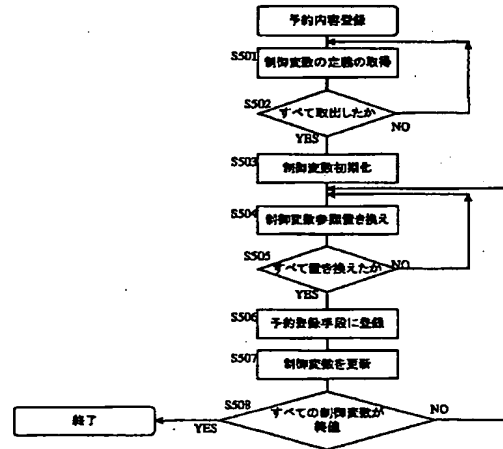 予約内容登録
S501
制御変数の定義の取得
S502
すべて取出したか
NO
YES
S503
制御変数初期化
S504
制御変数参照置き換え
S505
すべて置き換えたか
NO
YES
S506
予約登録手段に登録
S507
制御変数を更新
S508
すべての制御変数が
終値
NO
YES
終了